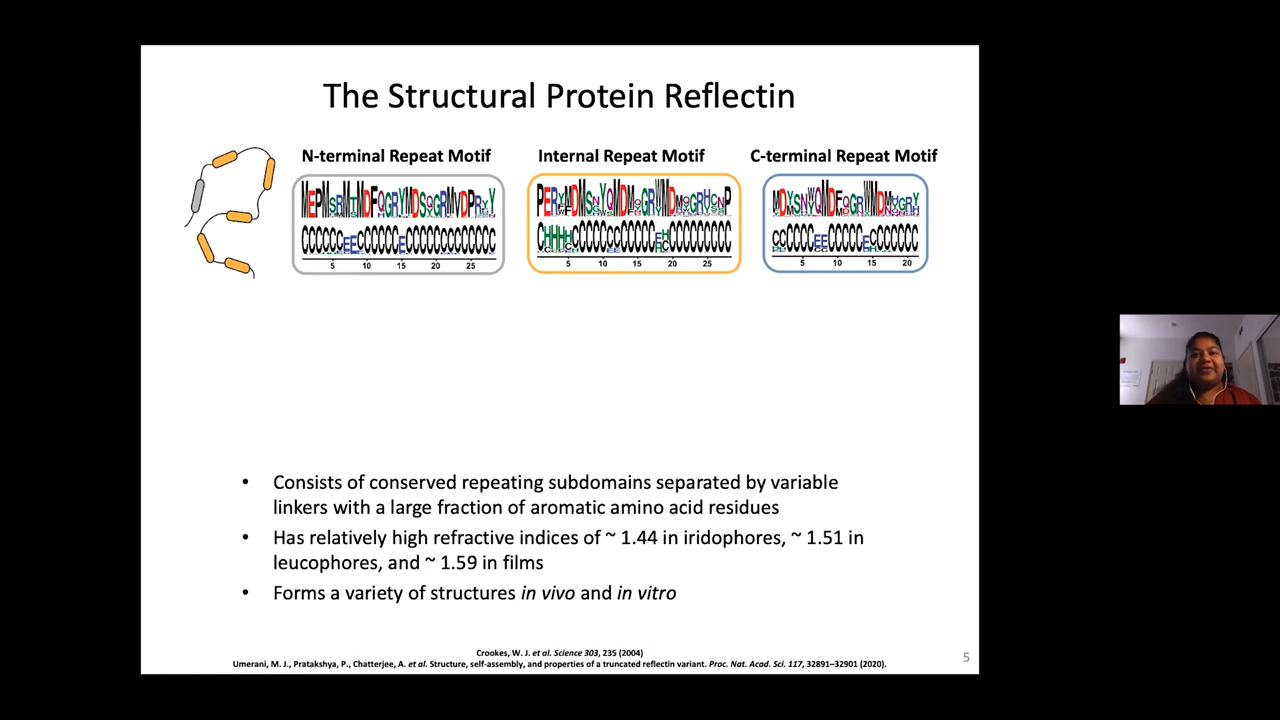 The Structural Protein Reflectin
N-terminal Repeat Motif
Internal Repeat Motif
C-terminal Repeat Motif
5 10 15 20 25
5 10 15 20 25
5 10 15 20
• Consists of conserved repeating subdomains separated by variable
linkers with a large fraction of aromatic amino acid residues
• Has relatively high refractive indices of ~ 1.44 in iridophores, ~ 1.51 in
leucophores, and ~ 1.59 in films
• Forms a variety of structures in vivo and in vitro
Crookes, W. J. et al. Science 303, 235 (2004)
Umerani, M. J., Pratakshya, P., Chatterjee, A. et al. Structure, self-assembly, and properties of a truncated reflectin variant. Proc. Nat. Acad. Sci. 117, 32891–32901 (2020).
5